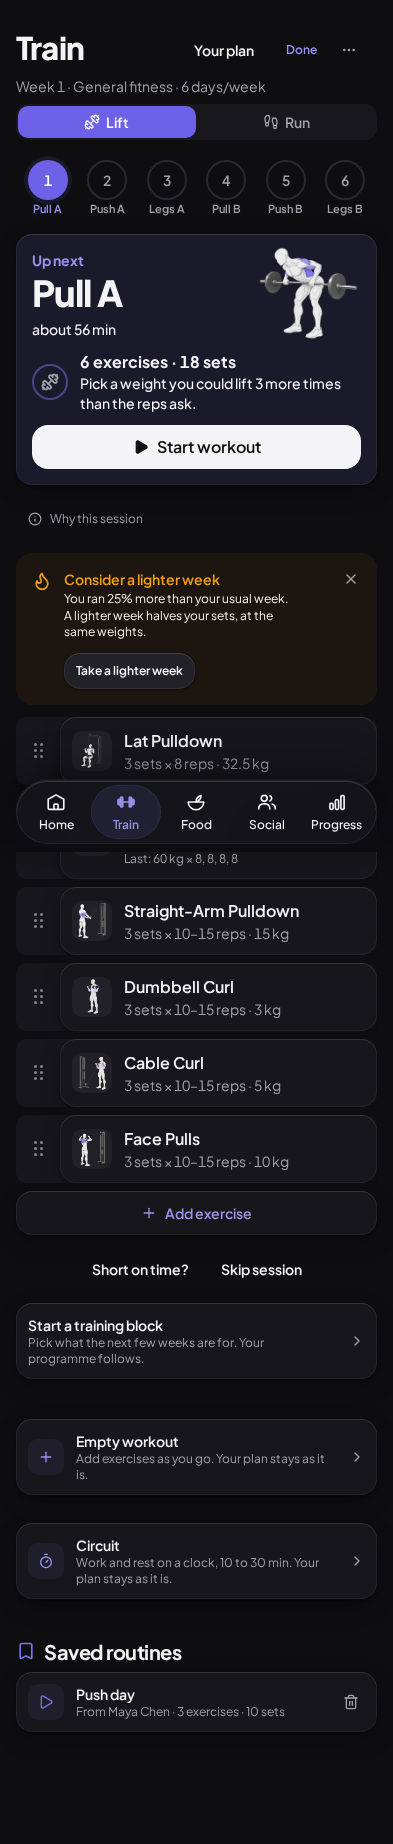 Train
Your plan
Done
Week 1 · General fitness · 6 days/week
Lift
Run
1
2
3
4
5
6
Pull A
Push A
Legs A
Pull B
Push B
Legs B
Up next
Pull A
about 56 min
6 exercises · 18 sets
Pick a weight you could lift 3 more times
than the reps ask.
Start workout
Why this session
Consider a lighter week
You ran 25% more than your usual week.
A lighter week halves your sets, at the
same weights.
Take a lighter week
Lat Pulldown
3 sets × 8 reps · 32.5 kg
Home
Train
Food
Social
Progress
Last: 60 kg × 8, 8, 8, 8
Straight-Arm Pulldown
3 sets × 10–15 reps · 15 kg
Dumbbell Curl
3 sets × 10–15 reps · 3 kg
Cable Curl
3 sets × 10–15 reps · 5 kg
Face Pulls
3 sets × 10–15 reps · 10 kg
Add exercise
Short on time?
Skip session
Start a training block
Pick what the next few weeks are for. Your
programme follows.
Empty workout
Add exercises as you go. Your plan stays as it
is.
Circuit
Work and rest on a clock, 10 to 30 min. Your
plan stays as it is.
Saved routines
Push day
From Maya Chen · 3 exercises · 10 sets